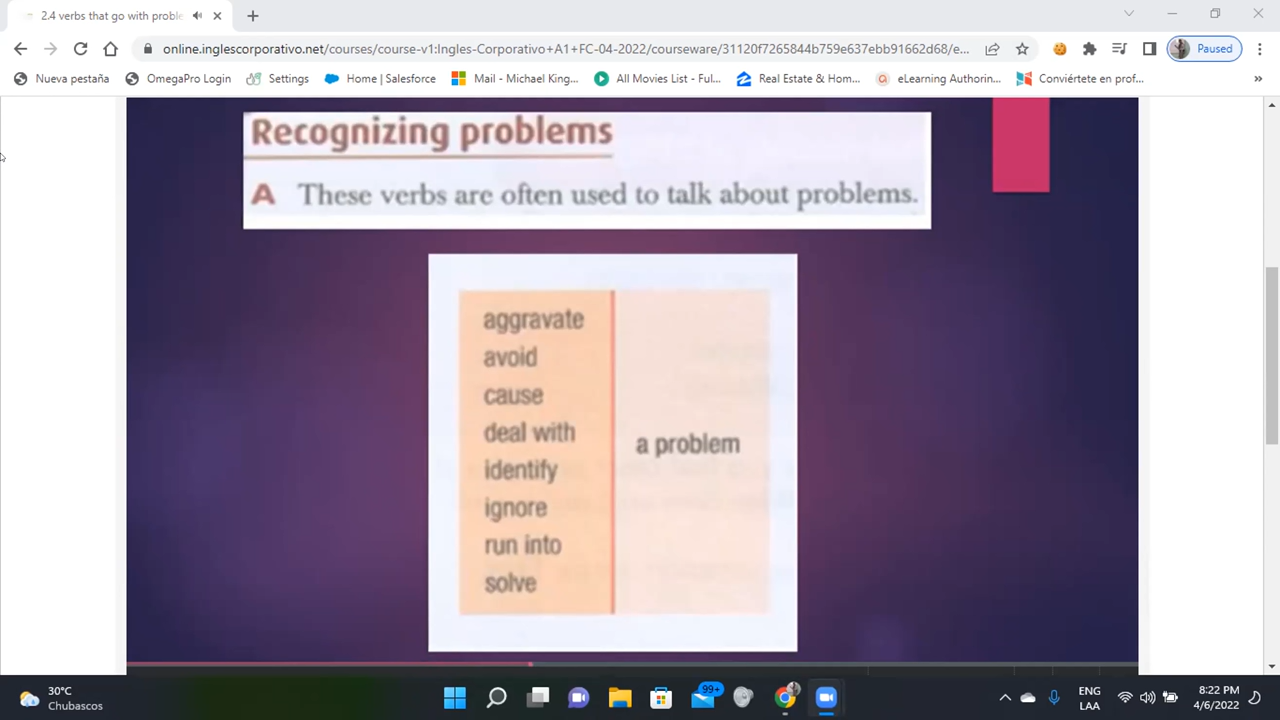 2.4 verbs that go with proble
online.inglescorporativo.net/courses/course-v1:Ingles-Corporativo+A1+FC-04-2022/courseware/31120f7265844b759e637ebb91662d68/e...
Paused
Nueva pestaña
OmegaPro Login
Settings
Home | Salesforce
Mail - Michael King...
All Movies List - Ful...
Real Estate & Hom...
eLearning Authorin...
Conviértete en prof...
»
Recognizing problems
A These verbs are often used to talk about problems.
aggravate
avoid
cause
deal with
identify
ignore
run into
solve
a problem
30°C
Chubascos
99+
ENG
LAA
8:22 PM
4/6/2022